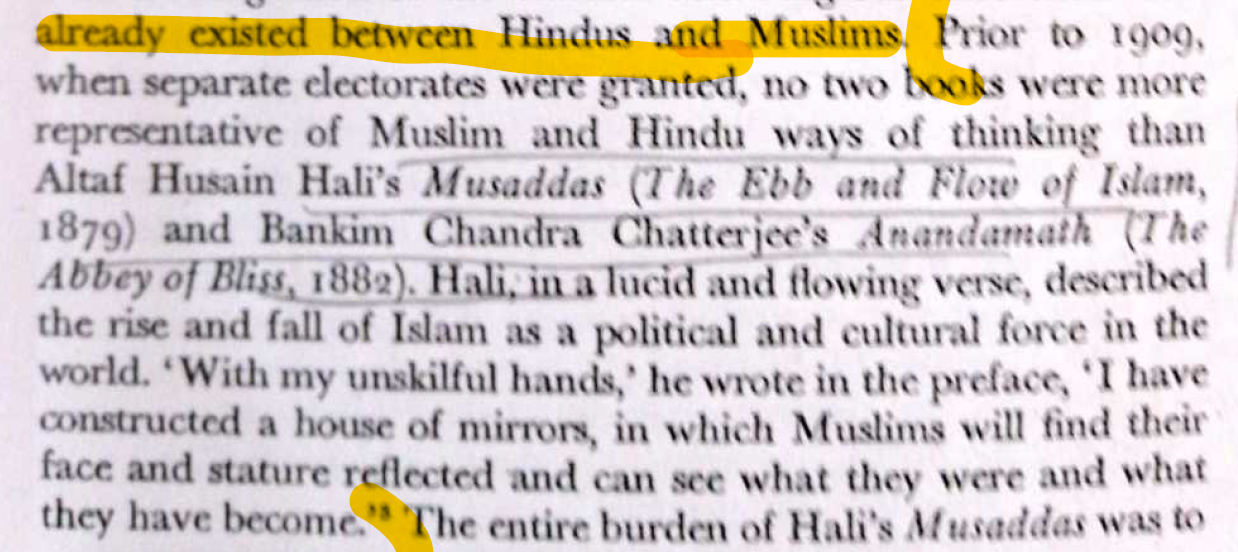 already existed between Hindus and Muslims. Prior to 1909,
when separate electorates were granted, no two books were more
representative of Muslim and Hindu ways of thinking than
Altaf Husain Hali's Musaddas (The Ebb and Flow of Islam,
1879) and Bankim Chandra Chatterjee's Anandamath (The
Abbey of Bliss, 1882). Hali, in a lucid and flowing verse, described
the rise and fall of Islam as a political and cultural force in the
world. ‘With my unskilful hands,’ he wrote in the preface, ‘I have
constructed a house of mirrors, in which Muslims will find their
face and stature reflected and can see what they were and what
they have become.’⁸ The entire burden of Hali's Musaddas was to